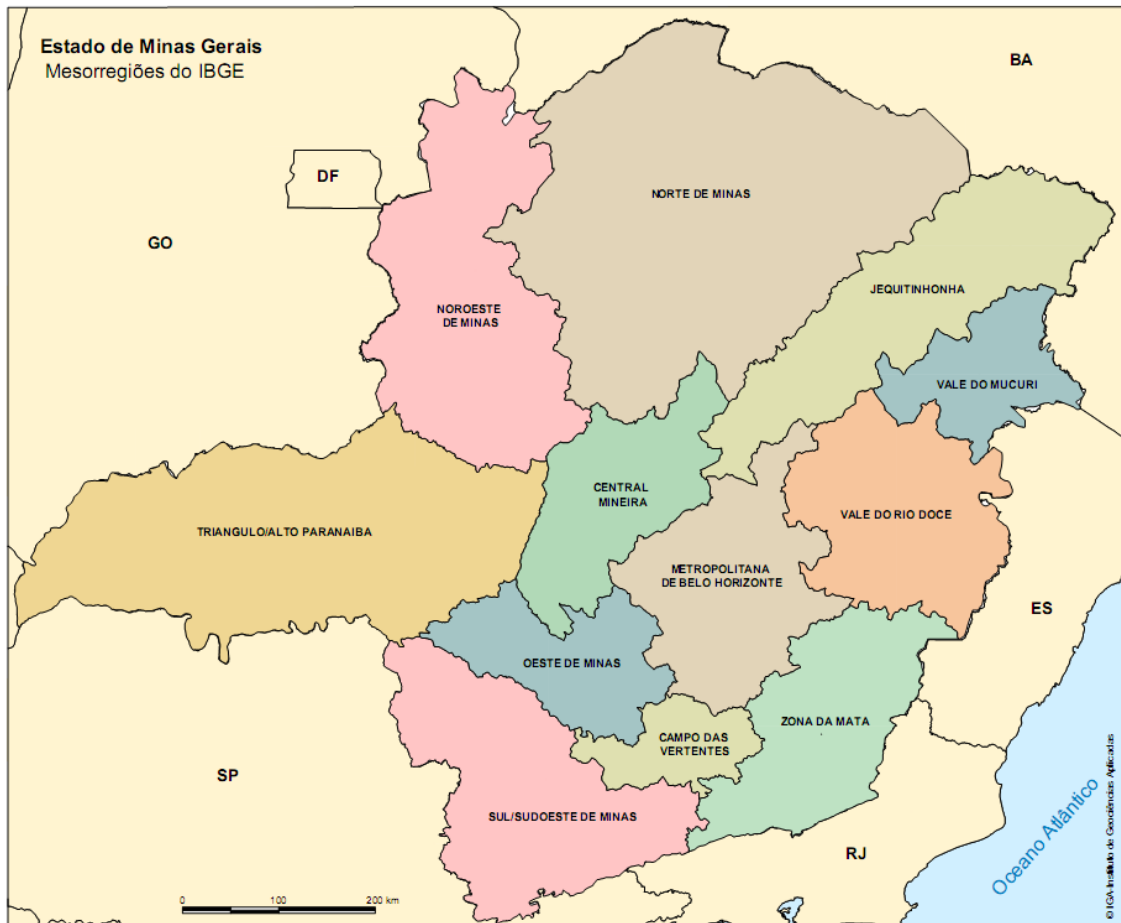 Estado de Minas Gerais
Mesorregiões do IBGE
BA
DF
NORTE DE MINAS
GO
JEQUITINHONHA
NOROESTE
DE MINAS
VALE DO MUCURI
CENTRAL
MINEIRA
VALE DO RIO DOCE
TRIANGULO/ALTO PARANAIBA
METROPOLITANA
DE BELO HORIZONTE
ES
OESTE DE MINAS
ZONA DA MATA
CAMPO DAS
VERTENTES
SP
SUL/SUDOESTE DE MINAS
RJ
Oceano Atlântico
0 100 200 km
© IGA-Instituto de Geociências Aplicadas